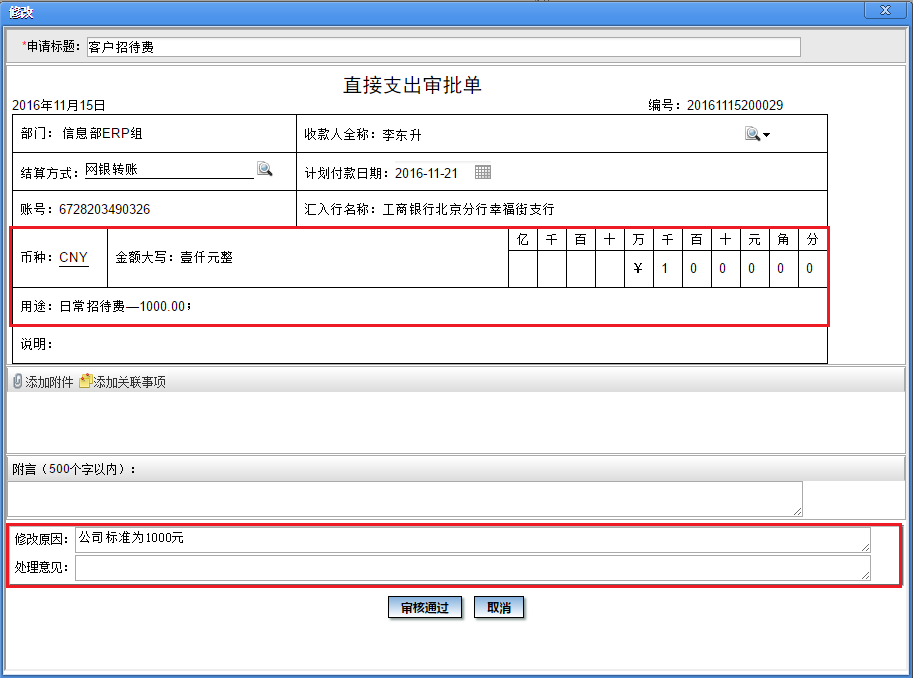 修改
*申请标题：客户招待费
直接支出审批单
2016年11月15日 编号：20161115200029
部门：信息部ERP组 收款人全称：李东升
结算方式：网银转账 计划付款日期：2016-11-21
账号：6728203490326 汇入行名称：工商银行北京分行幸福街支行
亿 千 百 十 万 千 百 十 元 角 分
币种：CNY 金额大写：壹仟元整
¥ 1 0 0 0 0 0
用途：日常招待费—1000.00；
说明：
添加附件 添加关联事项
附言（500个字以内）：
修改原因：公司标准为1000元
处理意见：
审核通过 取消